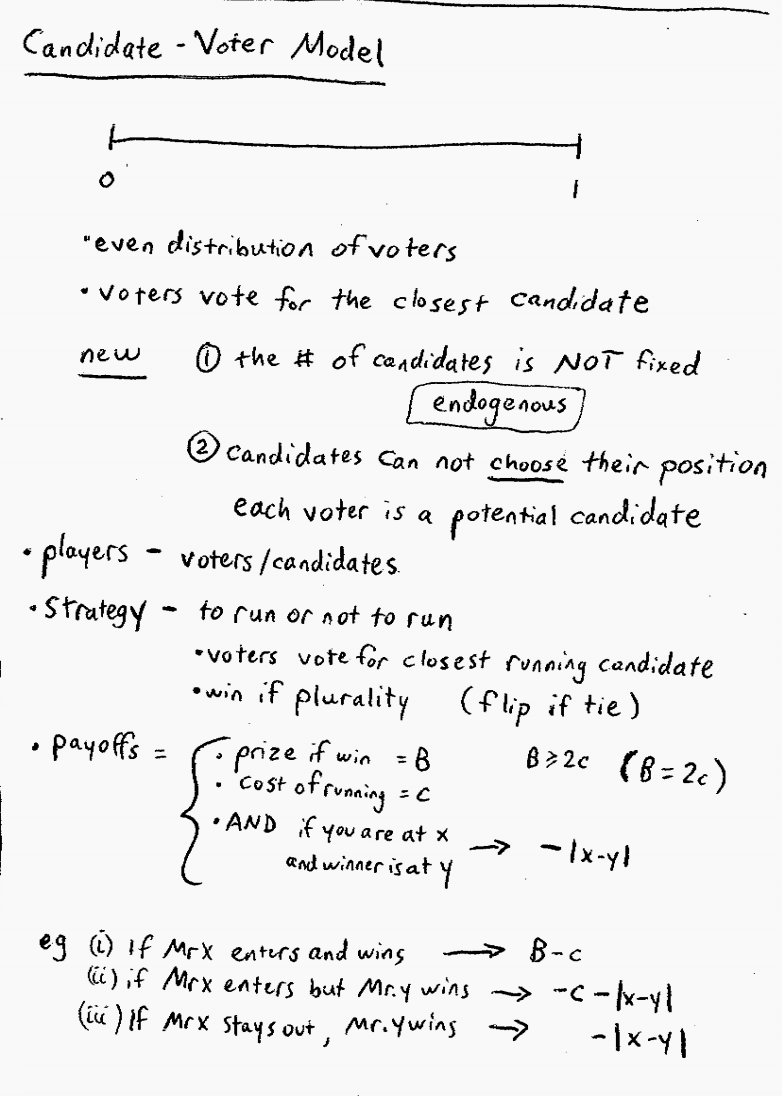 Candidate - Voter Model
0 1
• even distribution of voters
• voters vote for the closest candidate
new ① the # of candidates is NOT fixed
endogenous
② candidates can not choose their position
each voter is a potential candidate
• players - voters/candidates.
• Strategy - to run or not to run
• voters vote for closest running candidate
• win if plurality (flip if tie)
• payoffs = { • prize if win = B B ≥ 2c (B = 2c)
• cost of running = c
• AND if you are at x → -|x-y|
and winner is at y
eg (i) If Mr X enters and wins → B - c
(ii) if Mr X enters but Mr. y wins → -c - |x-y|
(iii) If Mr X stays out, Mr. Y wins → -|x-y|